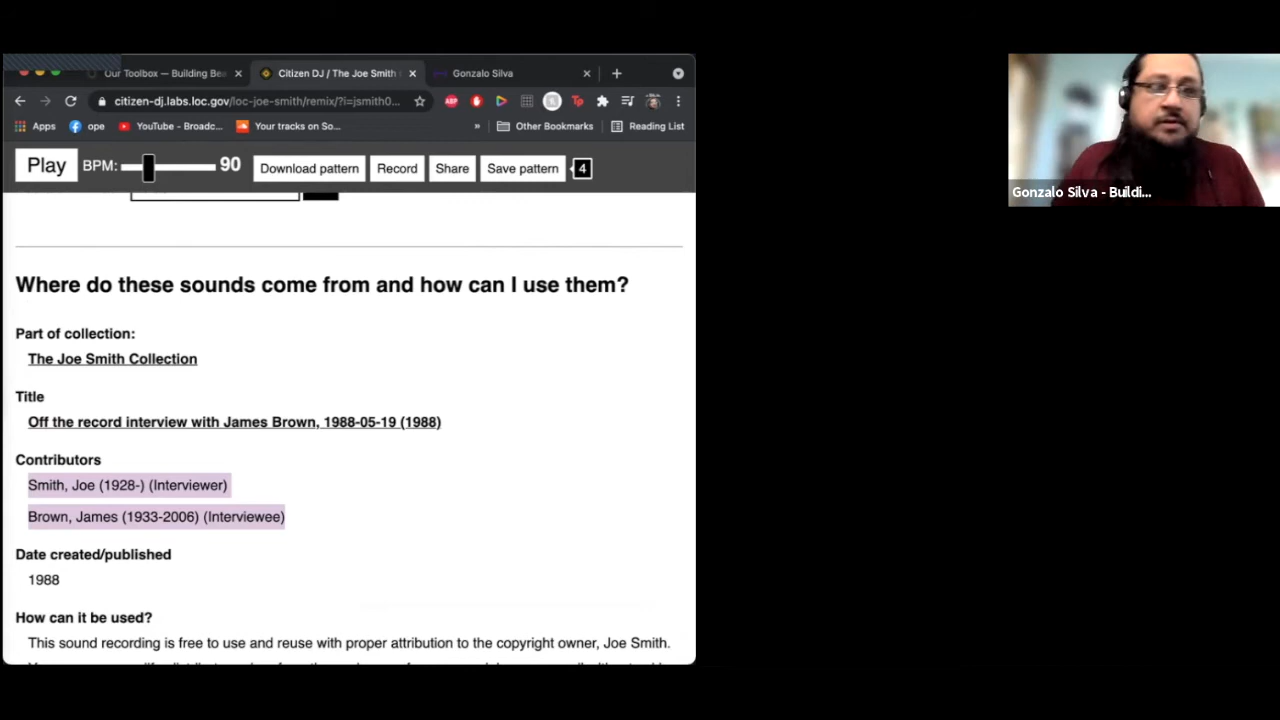 Our Toolbox — Building Be
Citizen DJ / The Joe Smith
Gonzalo Silva
citizen-dj.labs.loc.gov/loc-joe-smith/remix/?i=jsmith0...
ABP
Tp
Apps
ope
YouTube - Broadc...
Your tracks on So...
»
Other Bookmarks
Reading List
Play
BPM:
90
Download pattern
Record
Share
Save pattern
4
Where do these sounds come from and how can I use them?
Part of collection:
The Joe Smith Collection
Title
Off the record interview with James Brown, 1988-05-19 (1988)
Contributors
Smith, Joe (1928-) (Interviewer)
Brown, James (1933-2006) (Interviewee)
Date created/published
1988
How can it be used?
This sound recording is free to use and reuse with proper attribution to the copyright owner, Joe Smith.
Gonzalo Silva - Buildi...